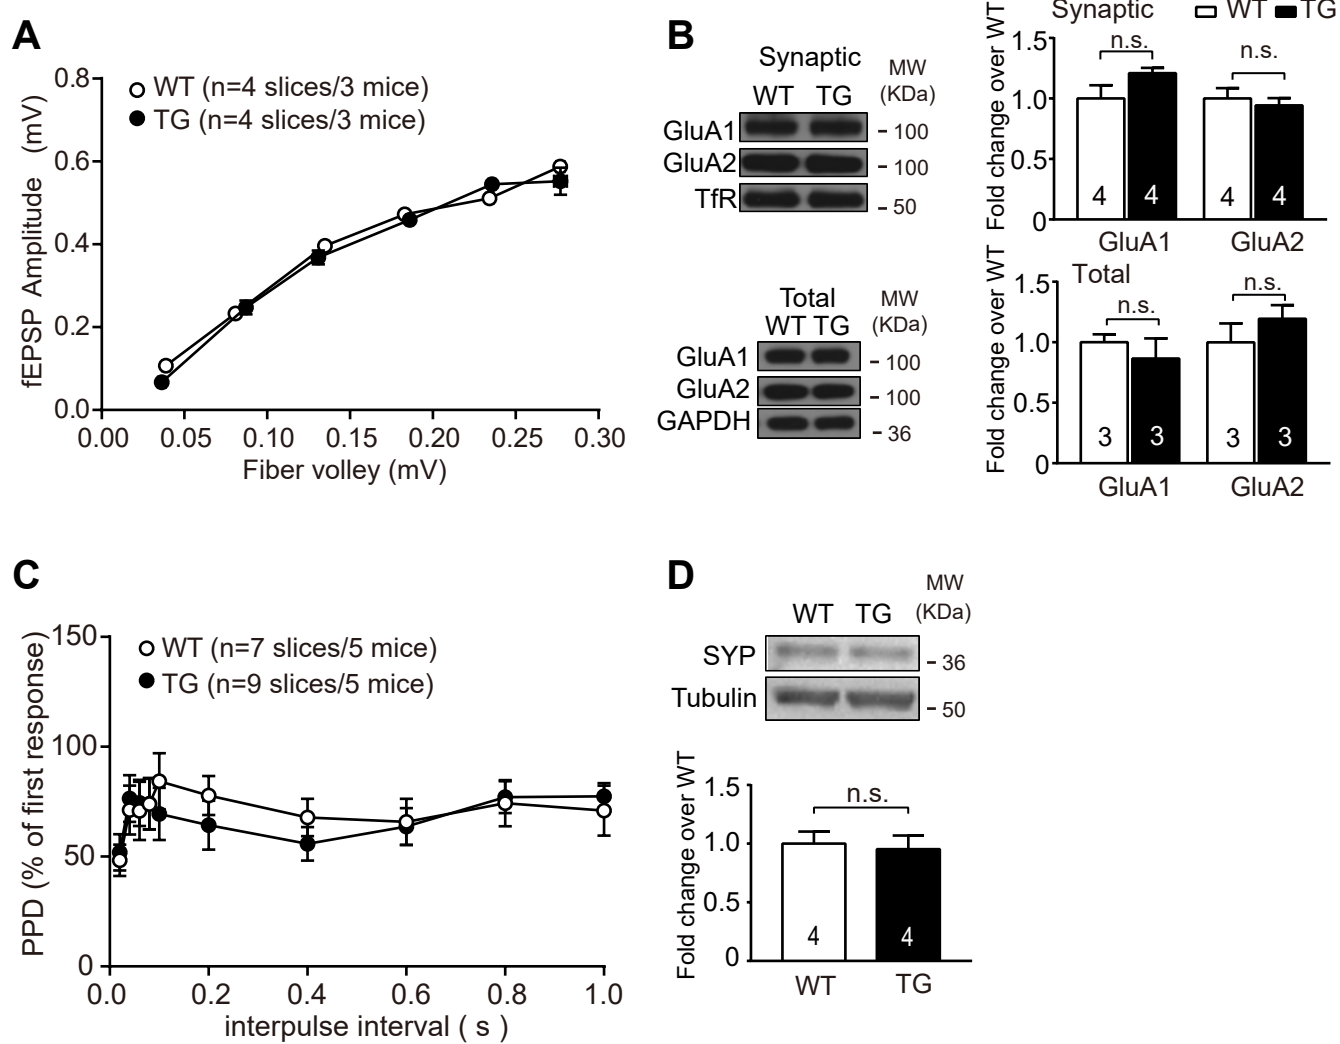 A
0.8
0.6
0.4
0.2
0.0
fEPSP Amplitude (mV)
WT (n=4 slices/3 mice)
TG (n=4 slices/3 mice)
0.00 0.05 0.10 0.15 0.20 0.25 0.30
Fiber volley (mV)
B
Synaptic
WT TG
MW
(KDa)
GluA1 - 100
GluA2 - 100
TfR - 50
Total
WT TG
MW
(KDa)
GluA1 - 100
GluA2 - 100
GAPDH - 36
Synaptic WT TG
Fold change over WT
1.5
1.0
0.5
0
n.s. n.s.
4 4 4 4
GluA1 GluA2
Total
Fold change over WT
1.5
1.0
0.5
0
n.s. n.s.
3 3 3 3
GluA1 GluA2
C
PPD (% of first response)
150
100
50
0
WT (n=7 slices/5 mice)
TG (n=9 slices/5 mice)
0.0 0.2 0.4 0.6 0.8 1.0
interpulse interval ( s )
D
WT TG
MW
(KDa)
SYP - 36
Tubulin - 50
Fold change over WT
1.5
1.0
0.5
0
n.s.
4 4
WT TG